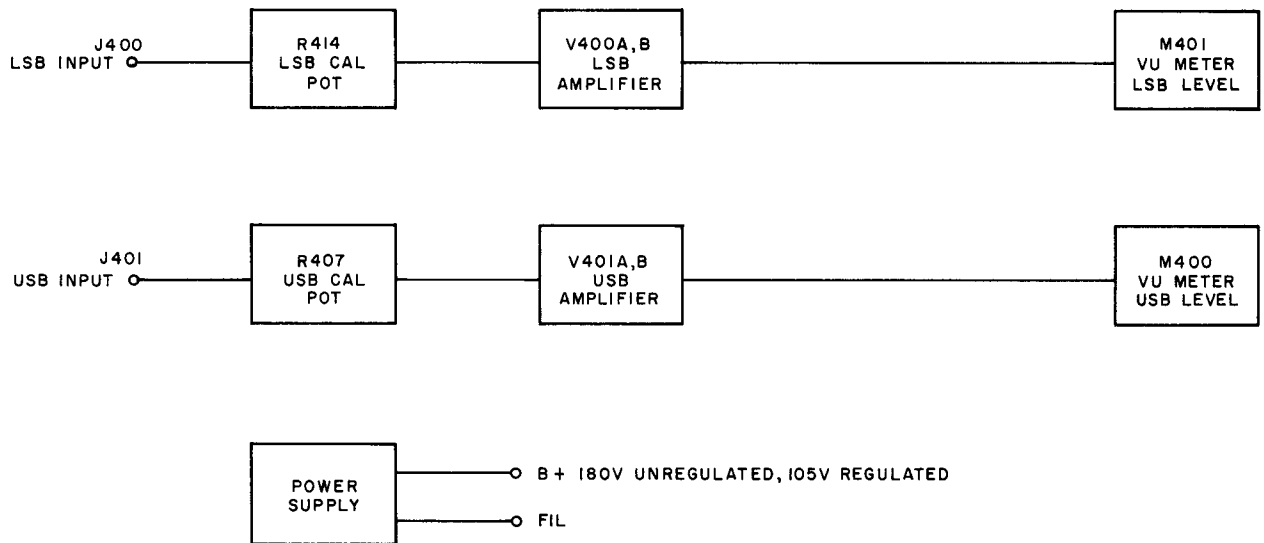 J400
LSB INPUT
R414
LSB CAL
POT
V400A,B
LSB
AMPLIFIER
M401
VU METER
LSB LEVEL
J401
USB INPUT
R407
USB CAL
POT
V401A,B
USB
AMPLIFIER
M400
VU METER
USB LEVEL
POWER
SUPPLY
B+ 180V UNREGULATED, 105V REGULATED
FIL